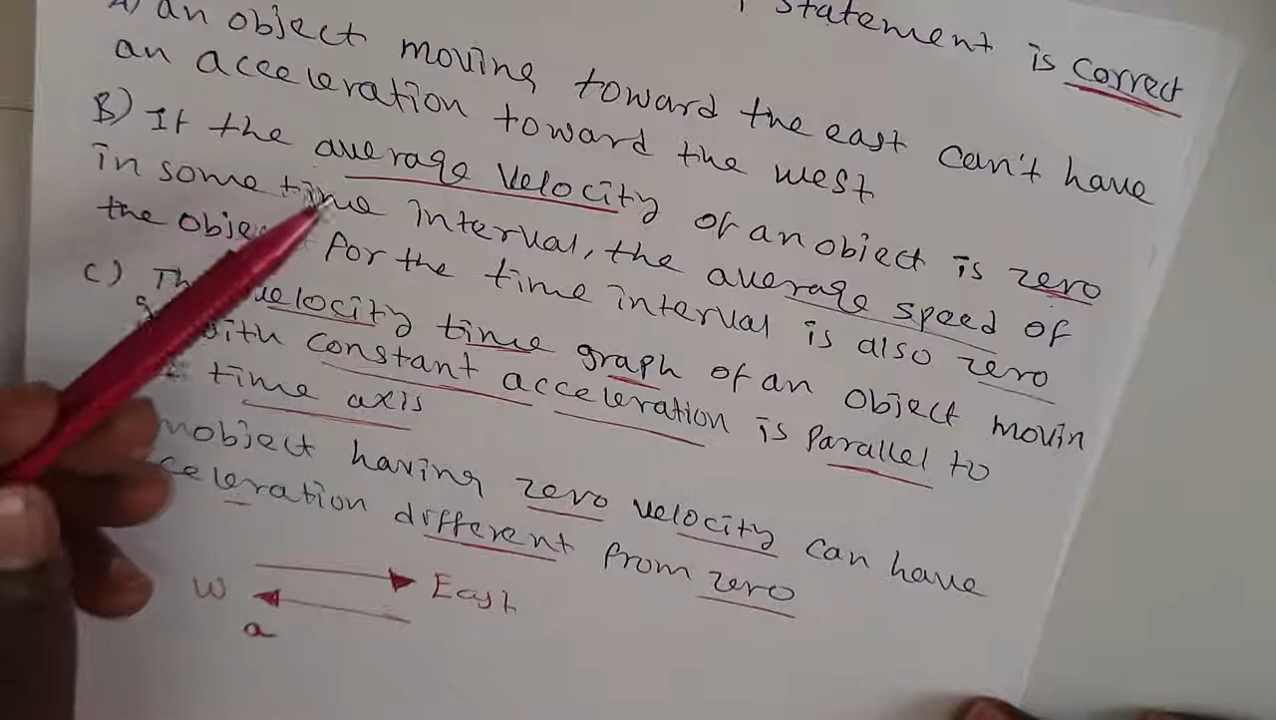 statement is correct
A) an object moving toward the east can't have
an acceleration toward the west
B) If the average velocity of an object is zero
in some time interval, the average speed of
the object for the time interval is also zero
C) The velocity time graph of an object movin
with constant acceleration is parallel to
time axis
object having zero velocity can have
celeration different from zero
W East
a